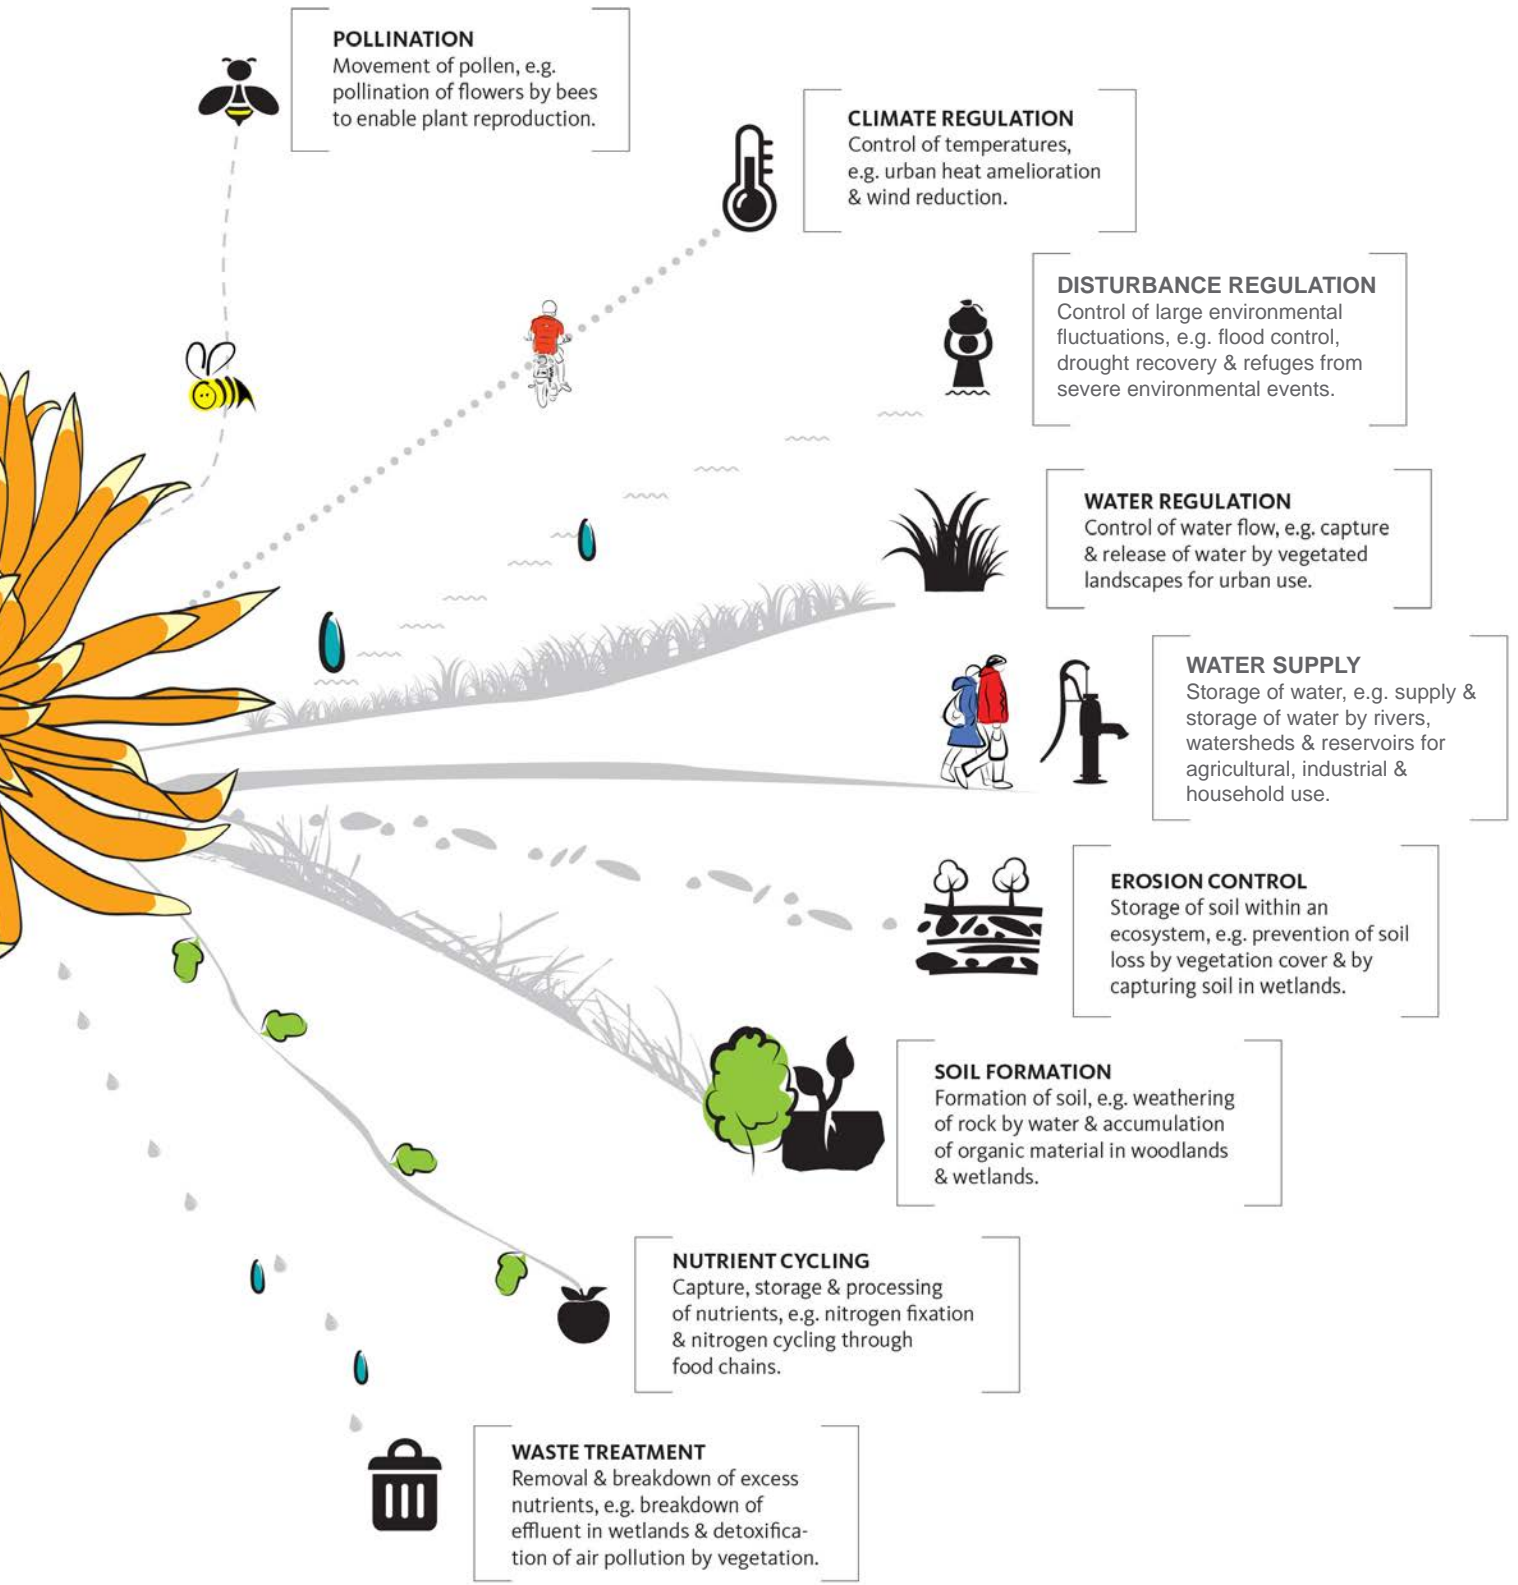 POLLINATION
Movement of pollen, e.g.
pollination of flowers by bees
to enable plant reproduction.
CLIMATE REGULATION
Control of temperatures,
e.g. urban heat amelioration
& wind reduction.
DISTURBANCE REGULATION
Control of large environmental
fluctuations, e.g. flood control,
drought recovery & refuges from
severe environmental events.
WATER REGULATION
Control of water flow, e.g. capture
& release of water by vegetated
landscapes for urban use.
WATER SUPPLY
Storage of water, e.g. supply &
storage of water by rivers,
watersheds & reservoirs for
agricultural, industrial &
household use.
EROSION CONTROL
Storage of soil within an
ecosystem, e.g. prevention of soil
loss by vegetation cover & by
capturing soil in wetlands.
SOIL FORMATION
Formation of soil, e.g. weathering
of rock by water & accumulation
of organic material in woodlands
& wetlands.
NUTRIENT CYCLING
Capture, storage & processing
of nutrients, e.g. nitrogen fixation
& nitrogen cycling through
food chains.
WASTE TREATMENT
Removal & breakdown of excess
nutrients, e.g. breakdown of
effluent in wetlands & detoxifica-
tion of air pollution by vegetation.